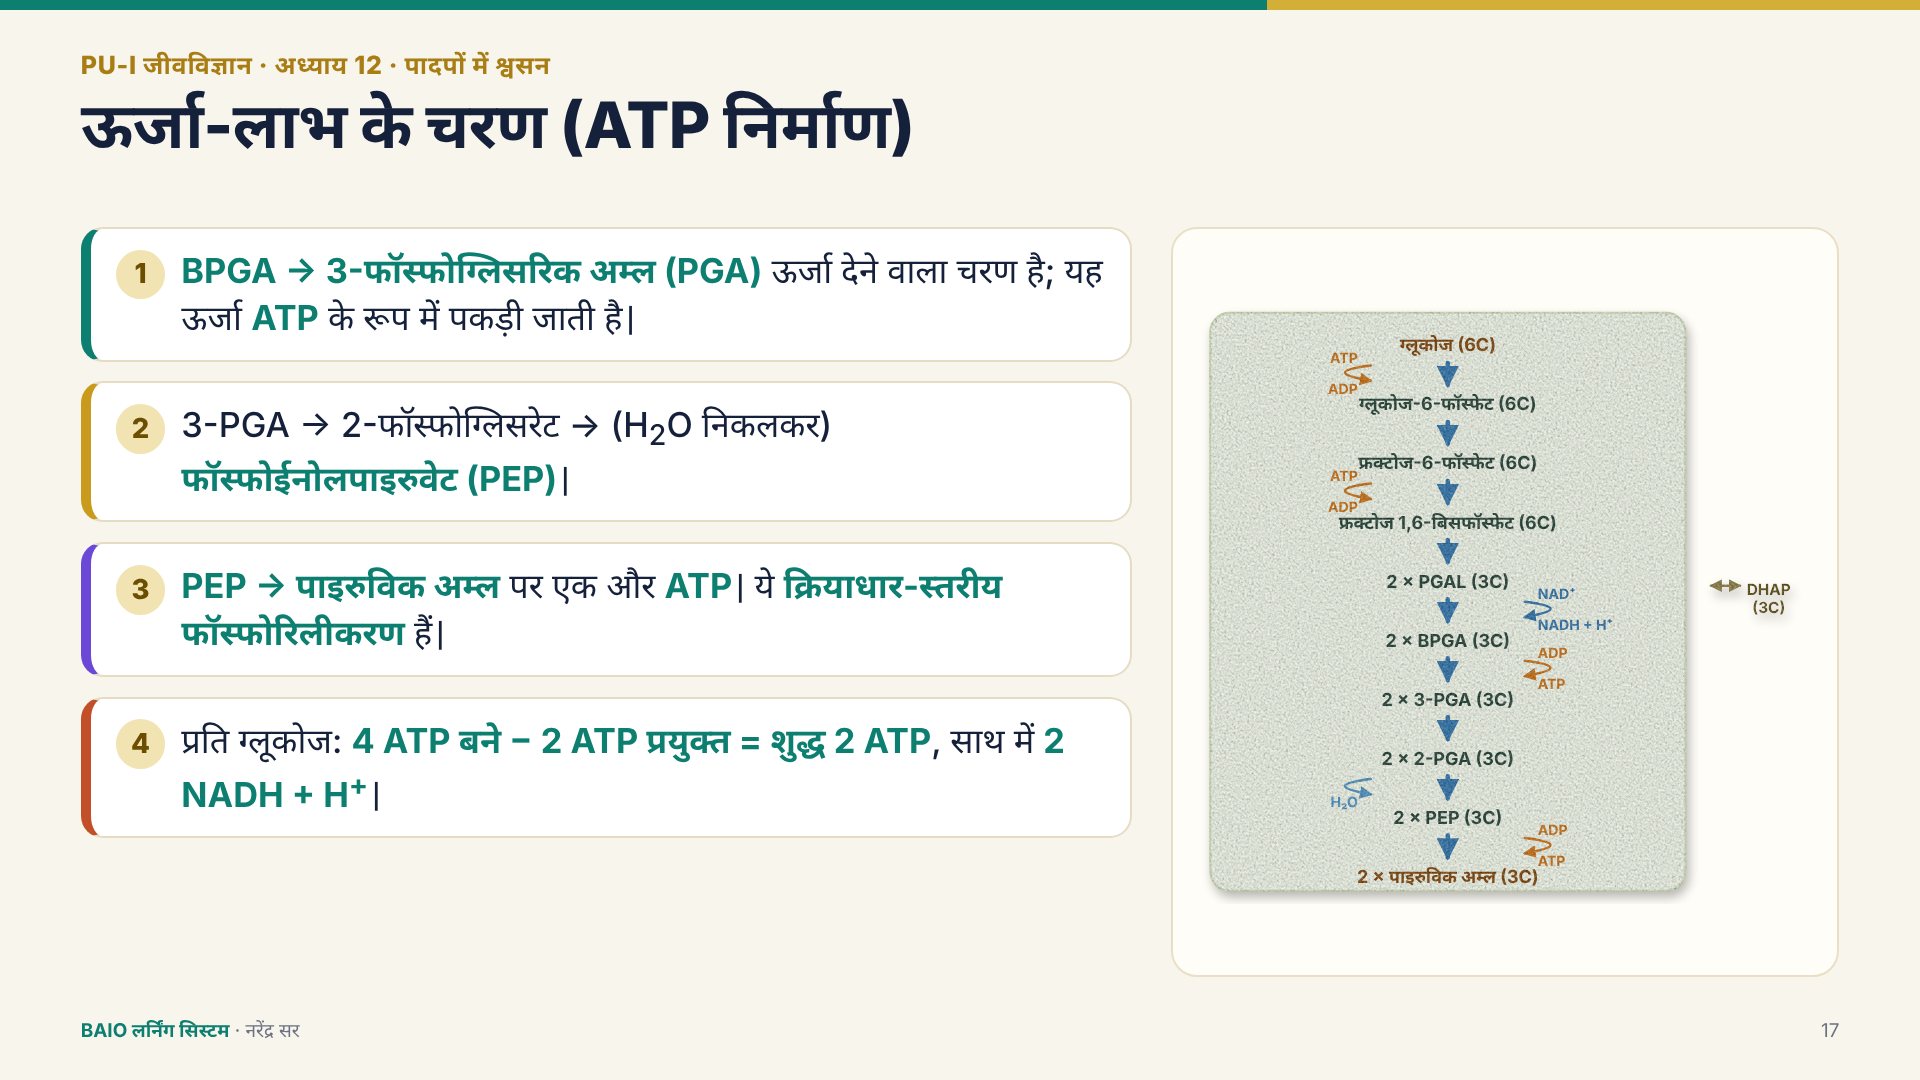 PU-I जीवविज्ञान · अध्याय 12 · पादपों में श्वसन
ऊर्जा-लाभ के चरण (ATP निर्माण)
1 BPGA → 3-फॉस्फोग्लिसरिक अम्ल (PGA) ऊर्जा देने वाला चरण है; यह
ऊर्जा ATP के रूप में पकड़ी जाती है|
2 3-PGA → 2-फॉस्फोग्लिसरेट → (H₂O निकलकर)
फॉस्फोईनोलपाइरुवेट (PEP)|
3 PEP → पाइरुविक अम्ल पर एक और ATP| ये क्रियाधार-स्तरीय
फॉस्फोरिलीकरण हैं|
4 प्रति ग्लूकोज: 4 ATP बने − 2 ATP प्रयुक्त = शुद्ध 2 ATP, साथ में 2
NADH + H⁺|
ग्लूकोज (6C)
ATP
ADP
ग्लूकोज-6-फॉस्फेट (6C)
फ्रक्टोज-6-फॉस्फेट (6C)
ATP
ADP
फ्रक्टोज 1,6-बिसफॉस्फेट (6C)
2 × PGAL (3C)
DHAP
(3C)
NAD⁺
NADH + H⁺
2 × BPGA (3C)
ADP
ATP
2 × 3-PGA (3C)
2 × 2-PGA (3C)
H₂O
2 × PEP (3C)
ADP
ATP
2 × पाइरुविक अम्ल (3C)
BAIO लर्निंग सिस्टम · नरेंद्र सर
17